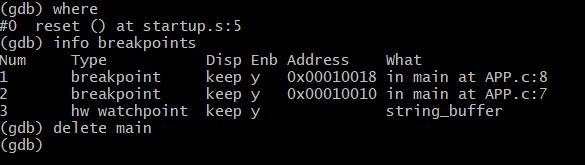 (gdb) where
#0  reset () at startup.s:5
(gdb) info breakpoints
Num     Type           Disp Enb Address    What
1       breakpoint     keep y   0x00010018 in main at APP.c:8
2       breakpoint     keep y   0x00010010 in main at APP.c:7
3       hw watchpoint  keep y              string_buffer
(gdb) delete main
(gdb)